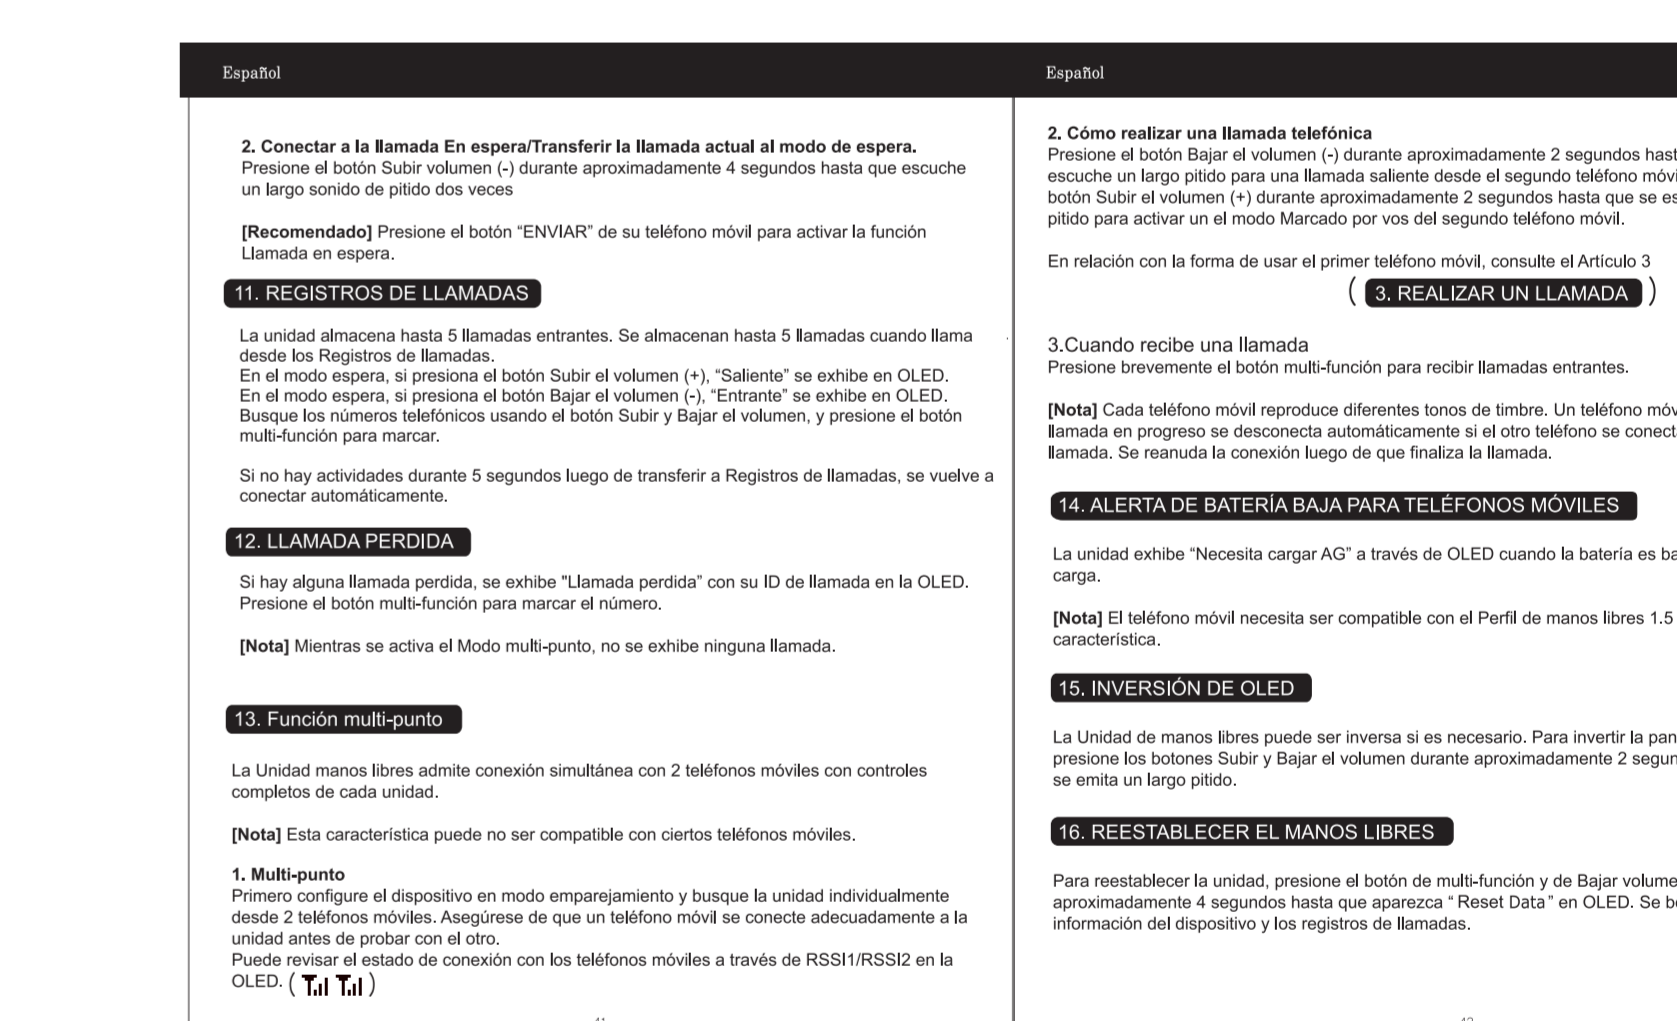 Español
2. Conectar a la llamada En espera/Transferir la llamada actual al modo de espera.
Presione el botón Subir volumen (-) durante aproximadamente 4 segundos hasta que escuche
un largo sonido de pitido dos veces
[Recomendado] Presione el botón “ENVIAR” de su teléfono móvil para activar la función
Llamada en espera.
11. REGISTROS DE LLAMADAS
La unidad almacena hasta 5 llamadas entrantes. Se almacenan hasta 5 llamadas cuando llama
desde los Registros de llamadas.
En el modo espera, si presiona el botón Subir el volumen (+), “Saliente” se exhibe en OLED.
En el modo espera, si presiona el botón Bajar el volumen (-), “Entrante” se exhibe en OLED.
Busque los números telefónicos usando el botón Subir y Bajar el volumen, y presione el botón
multi-función para marcar.
Si no hay actividades durante 5 segundos luego de transferir a Registros de llamadas, se vuelve a
conectar automáticamente.
12. LLAMADA PERDIDA
Si hay alguna llamada perdida, se exhibe "Llamada perdida” con su ID de llamada en la OLED.
Presione el botón multi-función para marcar el número.
[Nota] Mientras se activa el Modo multi-punto, no se exhibe ninguna llamada.
13. Función multi-punto
La Unidad manos libres admite conexión simultánea con 2 teléfonos móviles con controles
completos de cada unidad.
[Nota] Esta característica puede no ser compatible con ciertos teléfonos móviles.
1. Multi-punto
Primero configure el dispositivo en modo emparejamiento y busque la unidad individualmente
desde 2 teléfonos móviles. Asegúrese de que un teléfono móvil se conecte adecuadamente a la
unidad antes de probar con el otro.
Puede revisar el estado de conexión con los teléfonos móviles a través de RSSI1/RSSI2 en la
OLED. ( )
Español
2. Cómo realizar una llamada telefónica
Presione el botón Bajar el volumen (-) durante aproximadamente 2 segundos
escuche un largo pitido para una llamada saliente desde el segundo teléfono
botón Subir el volumen (+) durante aproximadamente 2 segundos hasta que se
pitido para activar un el modo Marcado por vos del segundo teléfono móvil.
En relación con la forma de usar el primer teléfono móvil, consulte el Artículo 3
( 3. REALIZAR UN LLAMADA )
3.Cuando recibe una llamada
Presione brevemente el botón multi-función para recibir llamadas entrantes.
[Nota] Cada teléfono móvil reproduce diferentes tonos de timbre. Un teléfono
llamada en progreso se desconecta automáticamente si el otro teléfono se
llamada. Se reanuda la conexión luego de que finaliza la llamada.
14. ALERTA DE BATERÍA BAJA PARA TELÉFONOS MÓVILES
La unidad exhibe “Necesita cargar AG” a través de OLED cuando la batería es
carga.
[Nota] El teléfono móvil necesita ser compatible con el Perfil de manos libres 1.5
característica.
15. INVERSIÓN DE OLED
La Unidad de manos libres puede ser inversa si es necesario. Para invertir la
presione los botones Subir y Bajar el volumen durante aproximadamente 2
se emita un largo pitido.
16. REESTABLECER EL MANOS LIBRES
Para reestablecer la unidad, presione el botón de multi-función y de Bajar
aproximadamente 4 segundos hasta que aparezca “Reset Data” en OLED. Se
información del dispositivo y los registros de llamadas.